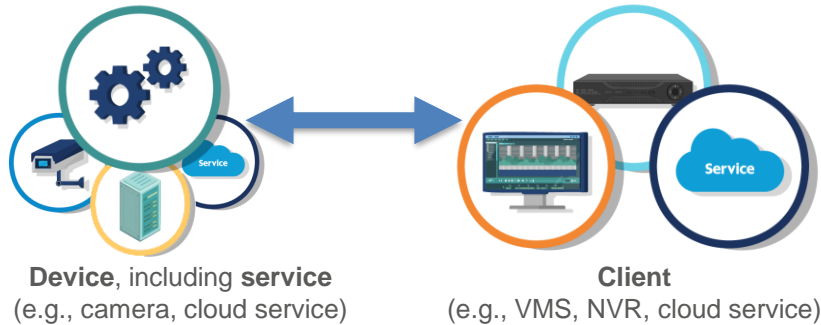 Service
Service
Device, including service
(e.g., camera, cloud service)
Client
(e.g., VMS, NVR, cloud service)